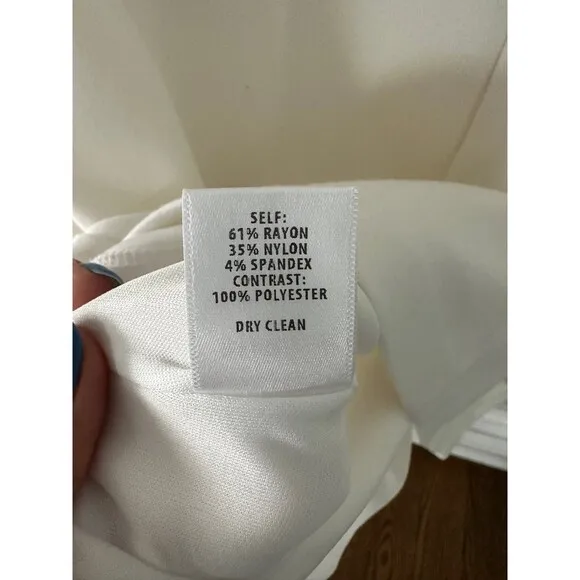 SELF:
61% RAYON
35% NYLON
4% SPANDEX
CONTRAST:
100% POLYESTER
DRY CLEAN